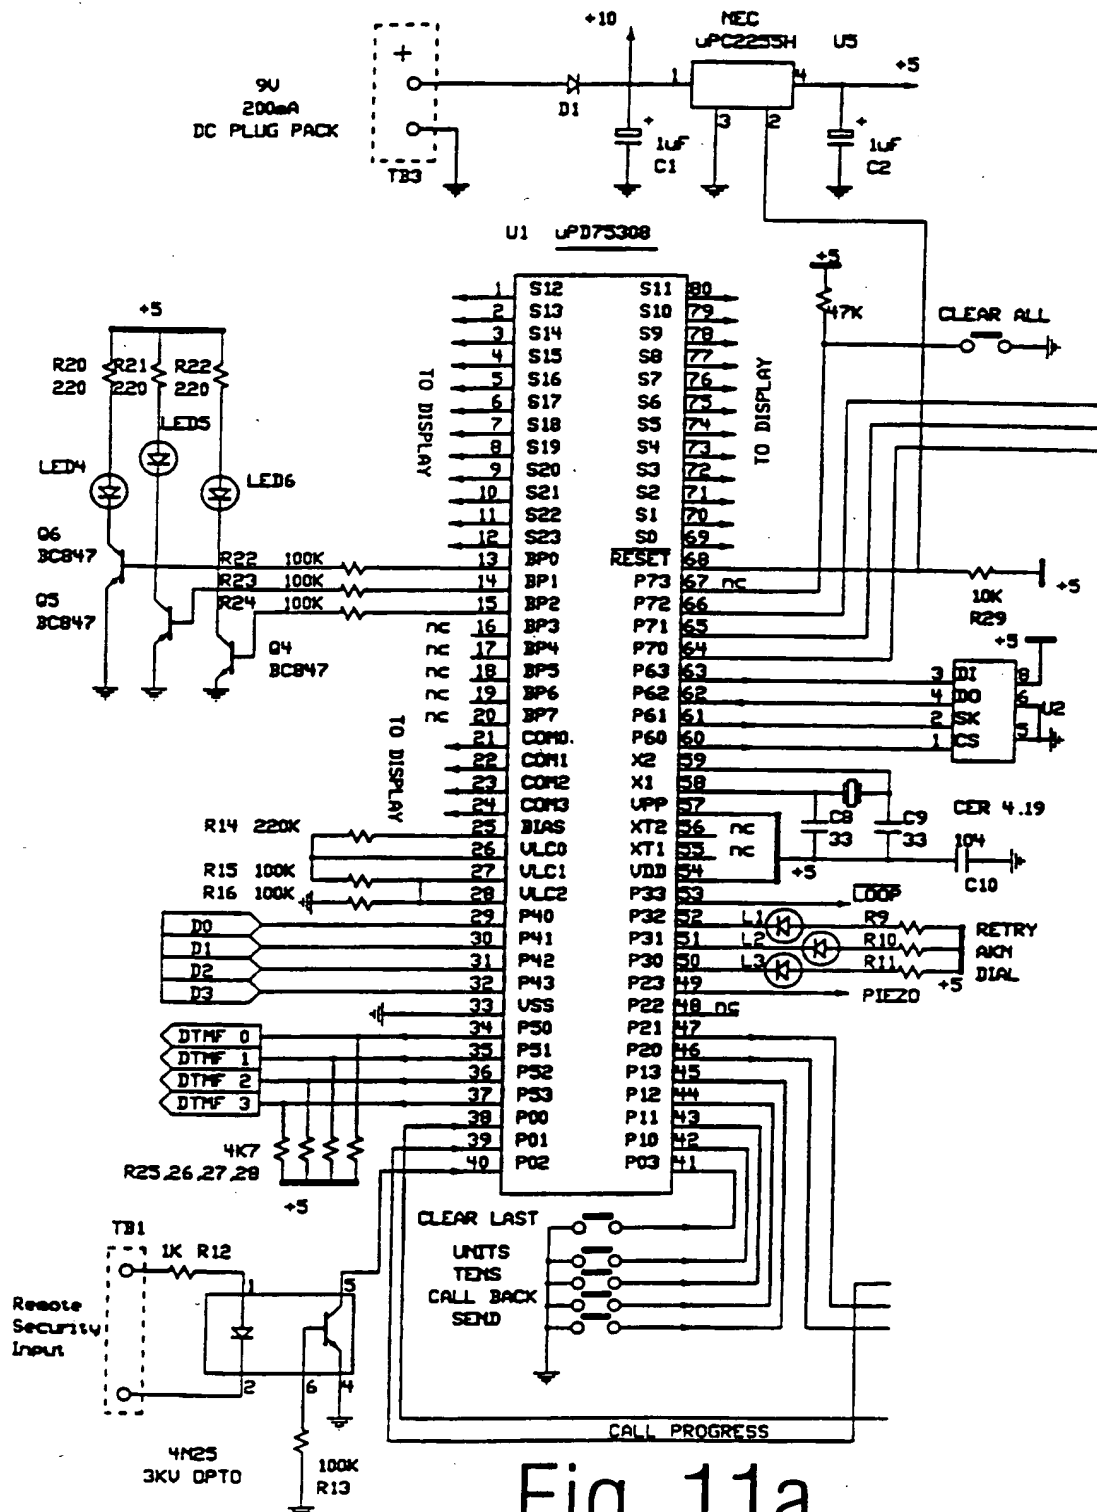 +10
NEC
uPC2255H U5
1 4 +5
3 2
9V
200mA
DC PLUG PACK
+
TB3
D1
+
1uF
C1
+
1uF
C2
U1 uPD75308
+5
47K
CLEAR ALL
+5
R20 R21 R22
220 220 220
LED5
LED4
LED6
Q6
BC847
Q5
BC847
Q4
BC847
R22 100K
R23 100K
R24 100K
TO DISPLAY
TO DISPLAY
TO DISPLAY
1 S12 S11 80
2 S13 S10 79
3 S14 S9 78
4 S15 S8 77
5 S16 S7 76
6 S17 S6 75
7 S18 S5 74
8 S19 S4 73
9 S20 S3 72
10 S21 S2 71
11 S22 S1 70
12 S23 S0 69
13 BP0 RESET 68
14 BP1 P73 67 nc
15 BP2 P72 66
nc 16 BP3 P71 65
nc 17 BP4 P70 64
nc 18 BP5 P63 63
nc 19 BP6 P62 62
nc 20 BP7 P61 61
21 COM0 P60 60
22 COM1 X2 59
23 COM2 X1 58
24 COM3 VPP 57
25 BIAS XT2 56 nc
26 VLC0 XT1 55 nc
27 VLC1 VDD 54
28 VLC2 P33 53
29 P40 P32 52
30 P41 P31 51
31 P42 P30 50
32 P43 P23 49
33 VSS P22 48 nc
34 P50 P21 47
35 P51 P20 46
36 P52 P13 45
37 P53 P12 44
38 P00 P11 43
39 P01 P10 42
40 P02 P03 41
10K
R29
+5
+5
3 DI 8
4 DO 6
2 SK U2
1 CS 5
C8
33
C9
33
CER 4.19
104
C10
+5
LOOP
L1 R9 RETRY
L2 R10 AKN
L3 R11 DIAL
+5
PIEZO
R14 220K
R15 100K
R16 100K
D0
D1
D2
D3
DTMF 0
DTMF 1
DTMF 2
DTMF 3
4K7
R25,26,27,28
+5
CLEAR LAST
UNITS
TENS
CALL BACK
SEND
TB1
1K R12
1 5
Remote
Security
Input
2 6 4
4N25
3KV OPTO
100K
R13
CALL PROGRESS
Fig. 11a